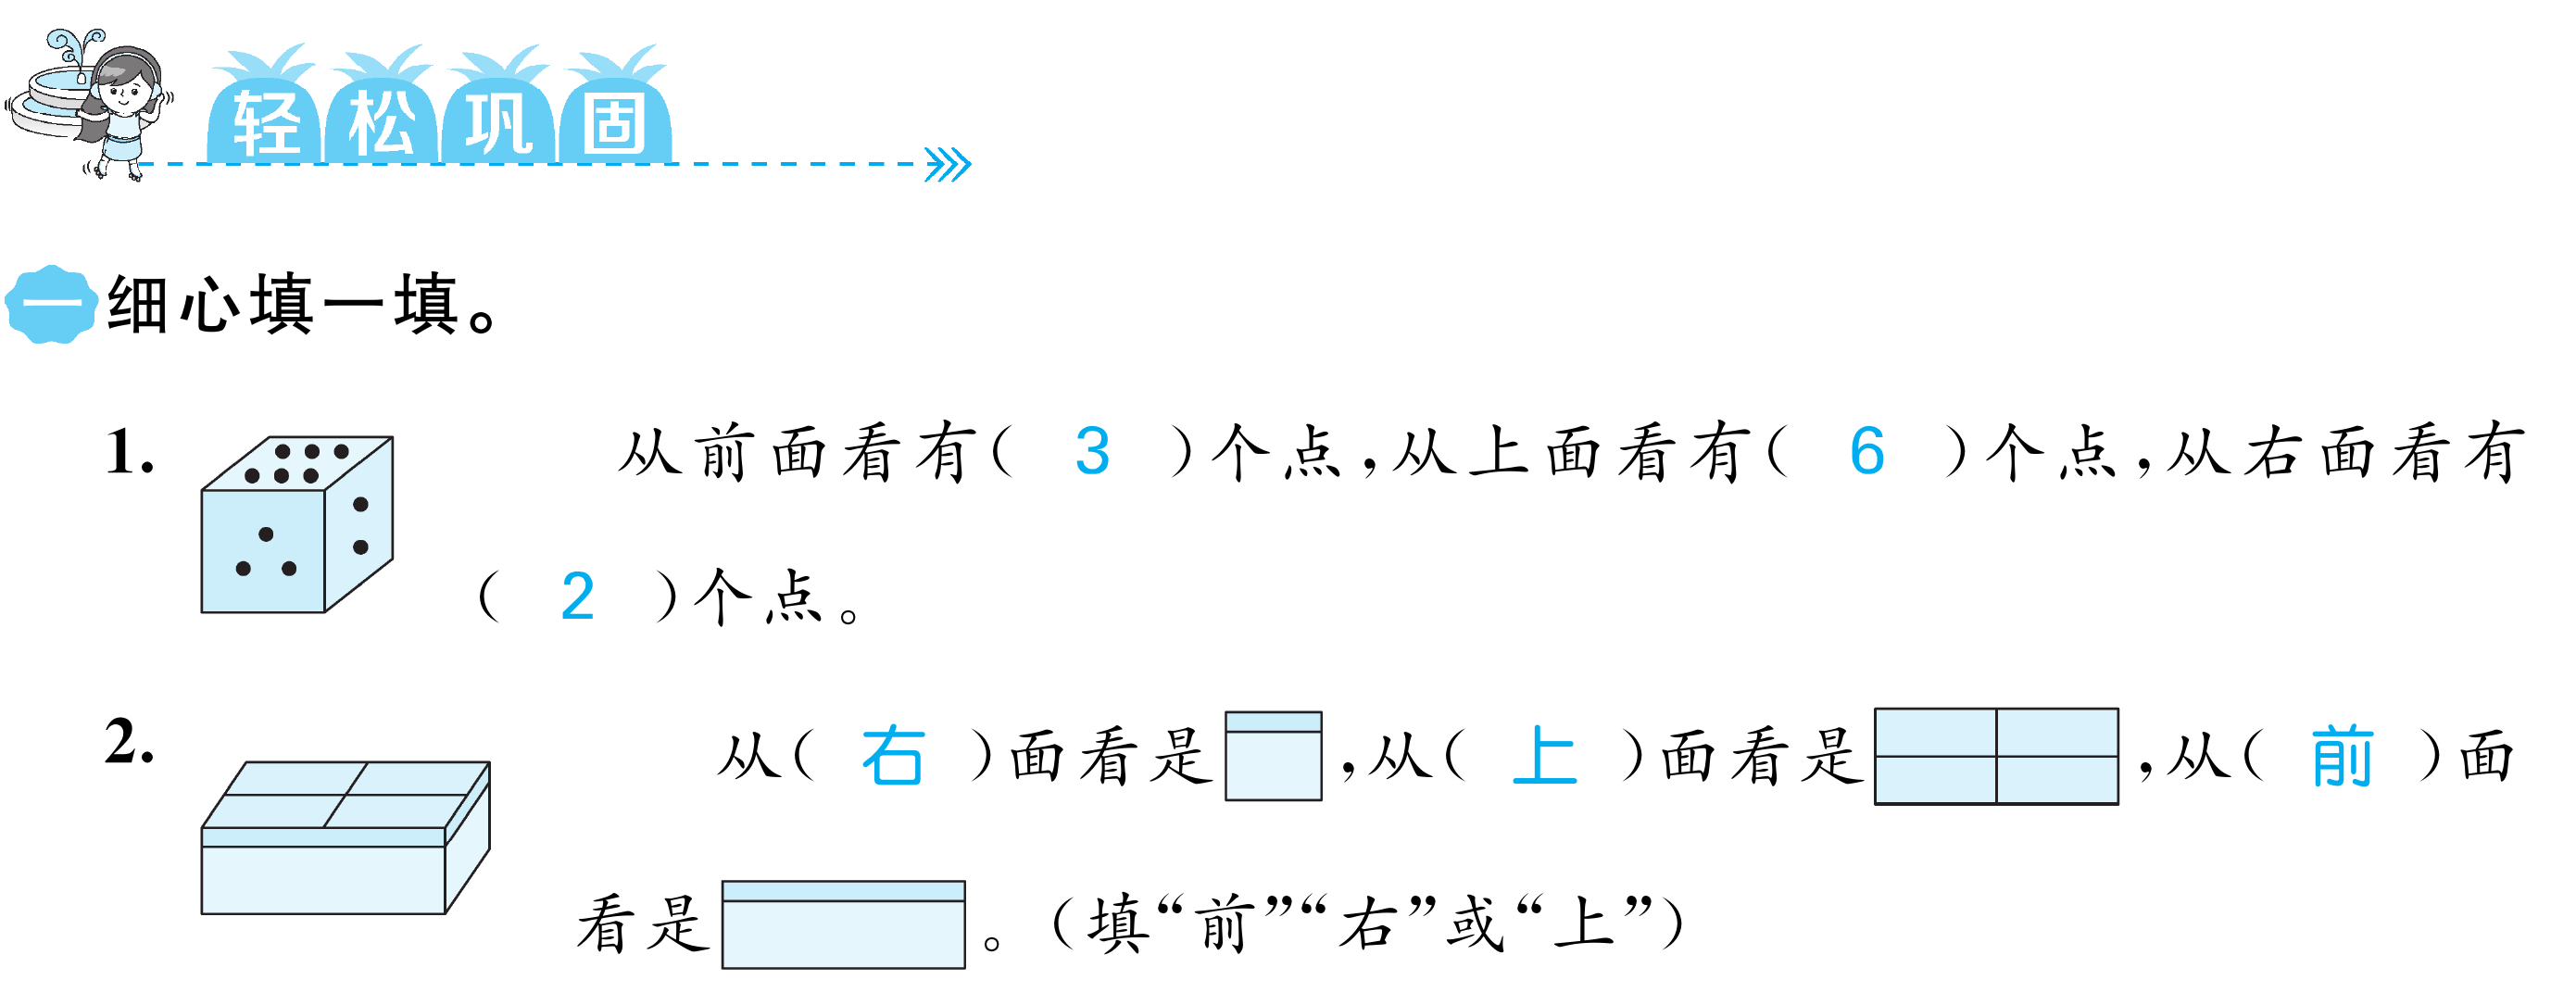 轻松巩固
一 细心填一填。
1. 从前面看有( 3 )个点,从上面看有( 6 )个点,从右面看有
( 2 )个点。
2. 从( 右 )面看是,从( 上 )面看是,从( 前 )面
看是。(填“前”“右”或“上”)